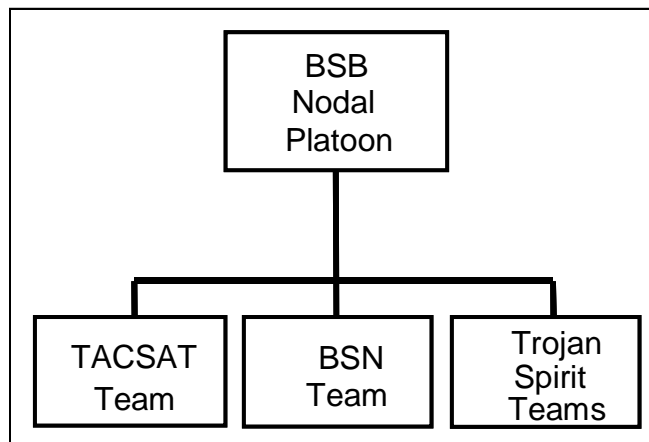 BSB
Nodal
Platoon
TACSAT
Team
BSN
Team
Trojan
Spirit
Teams